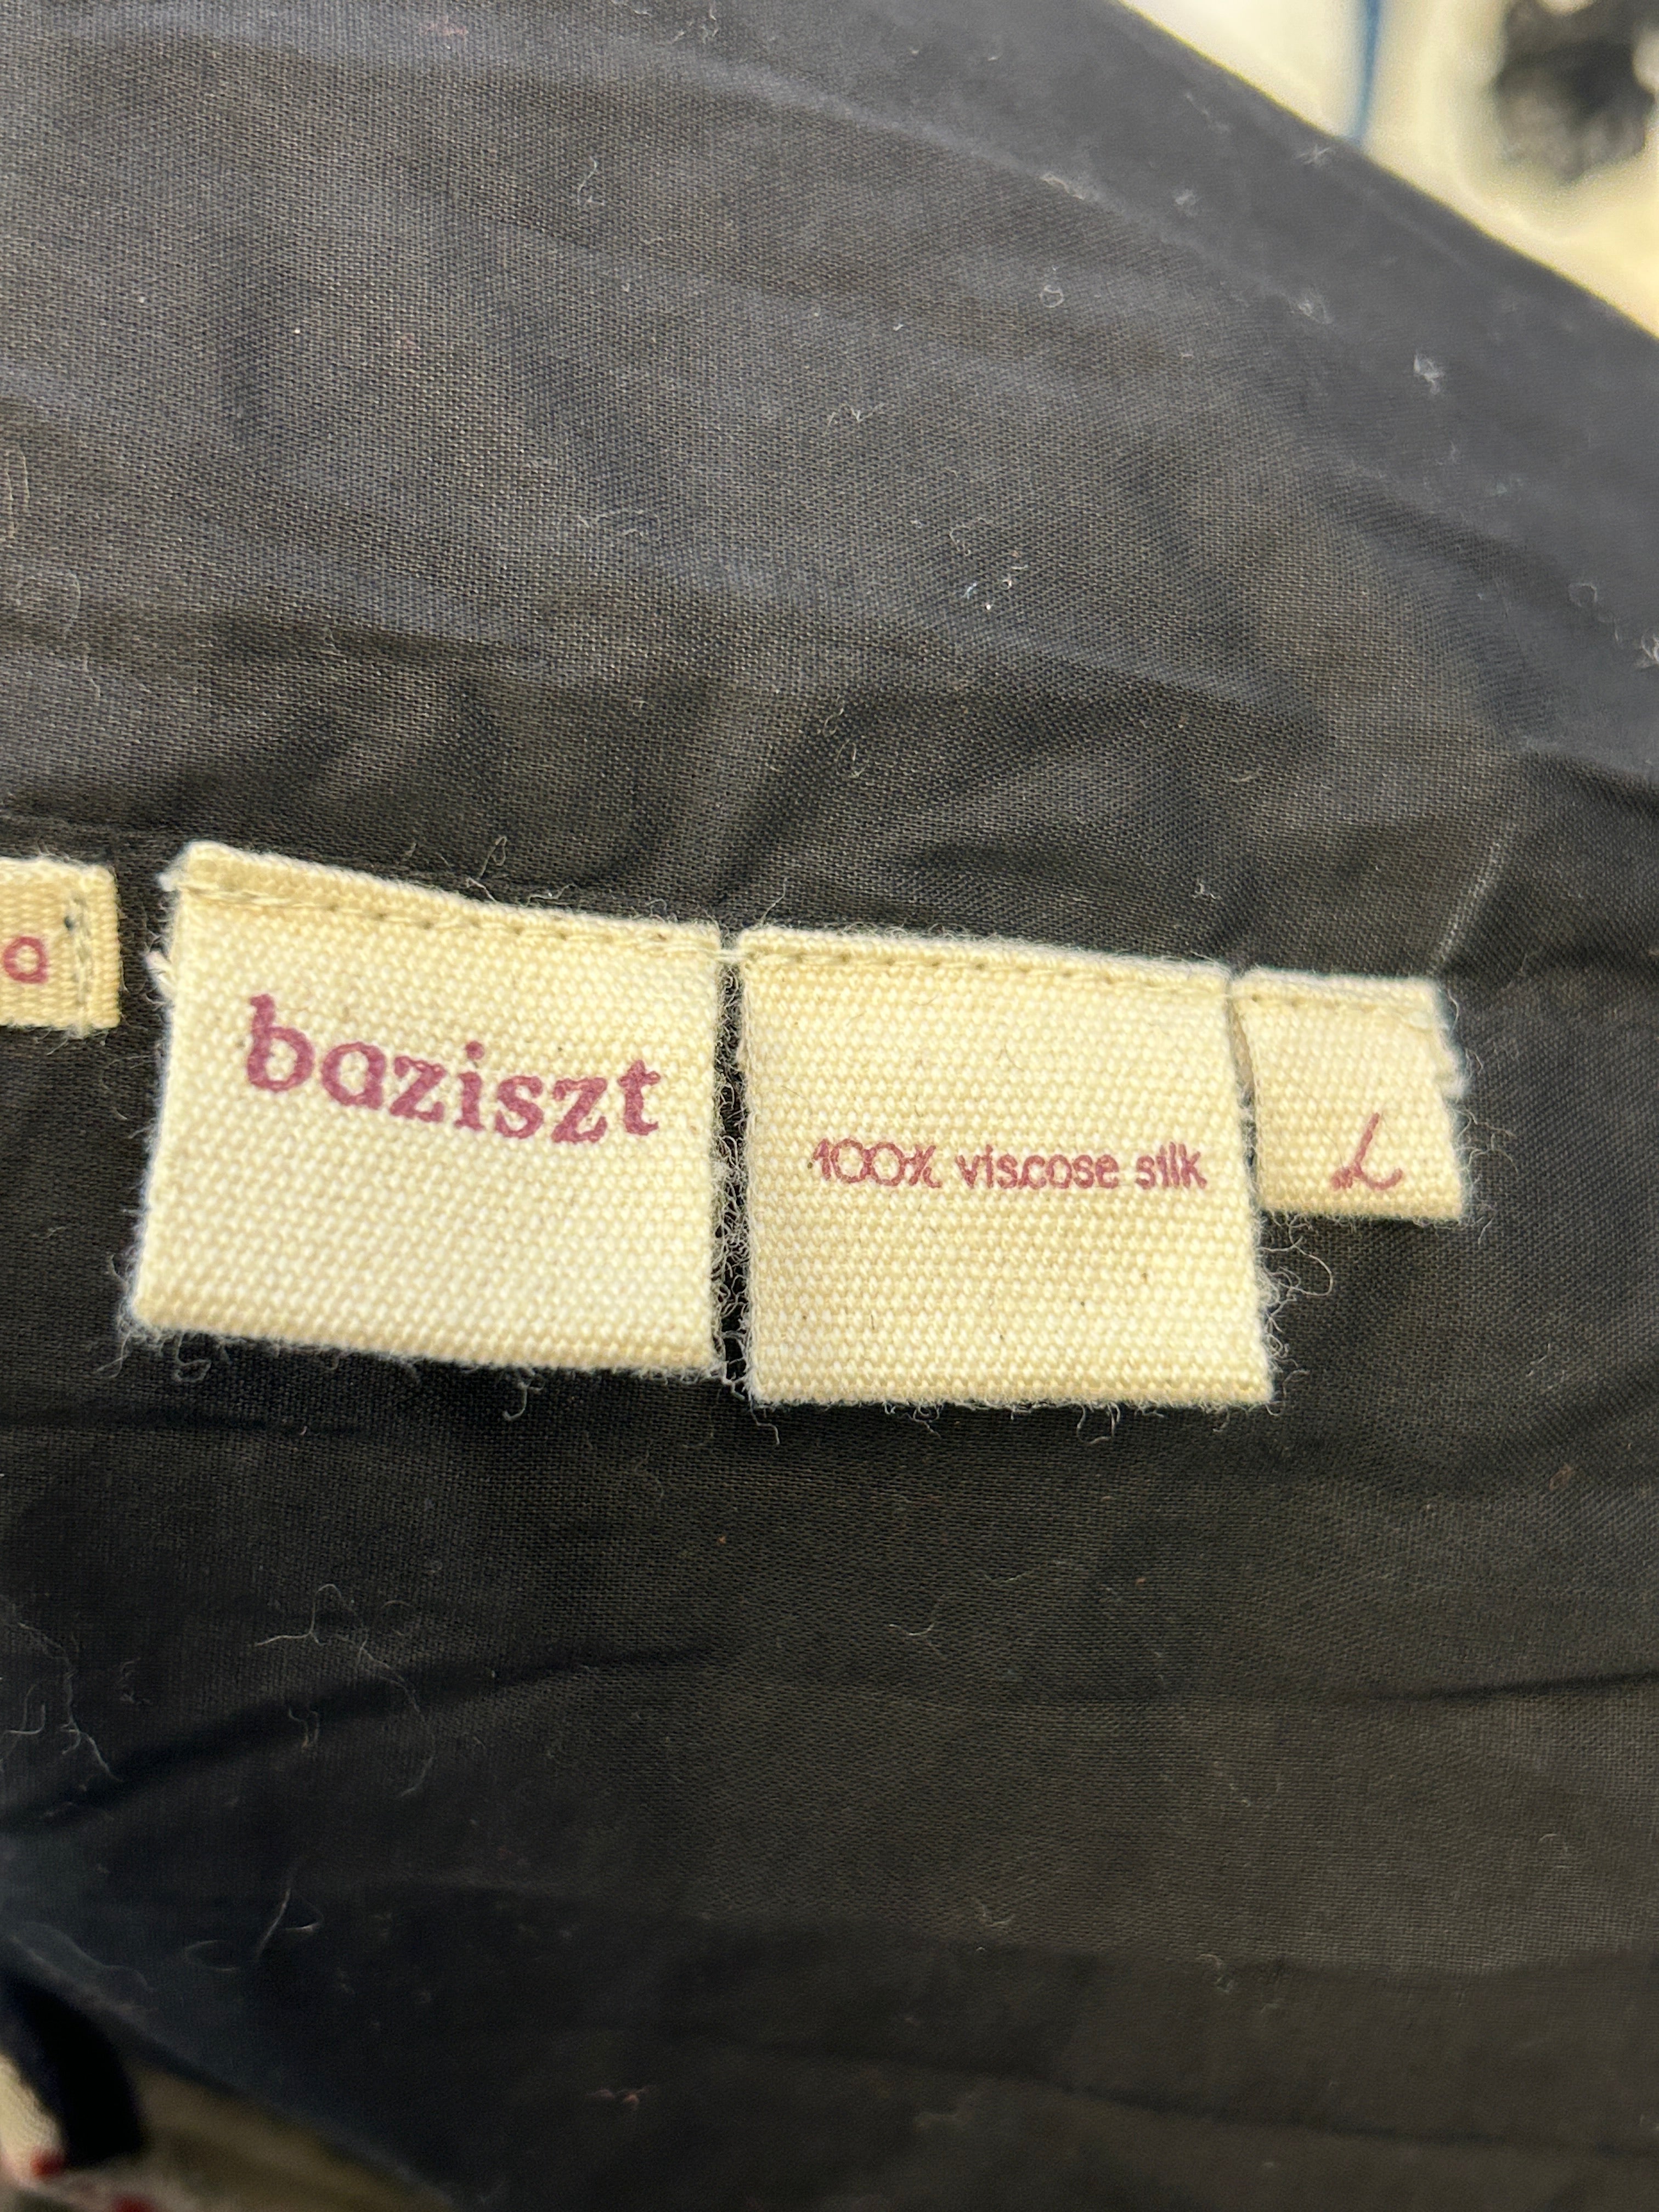 a
baziszt
100% viscose silk
L